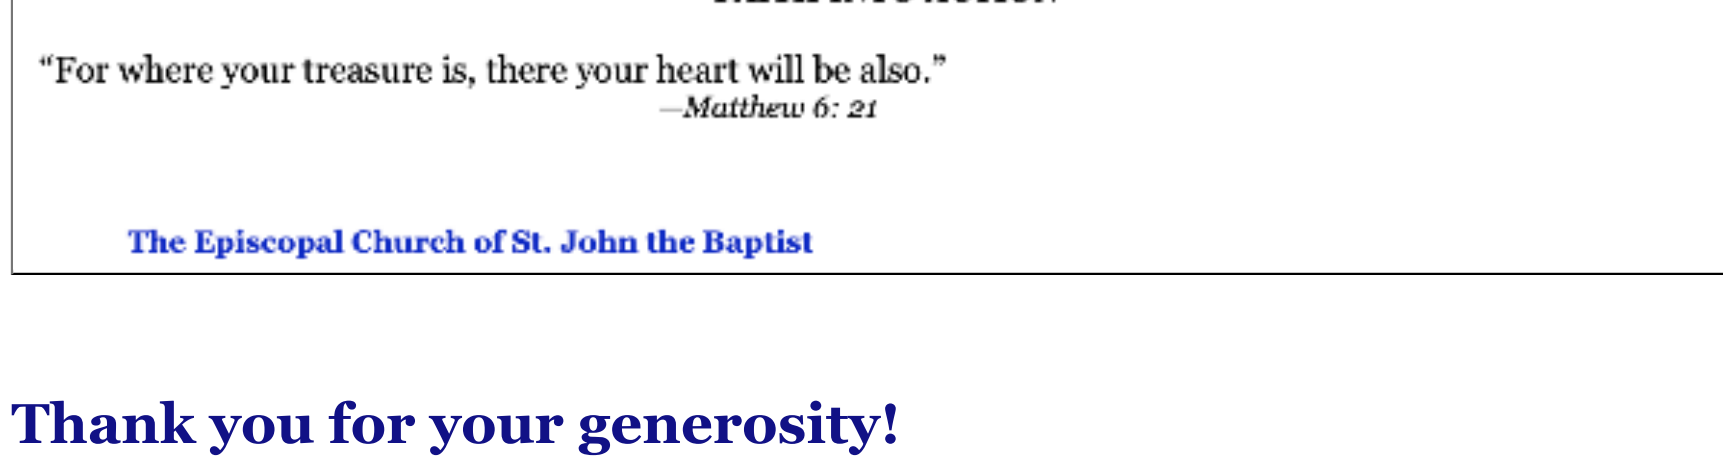 “For where your treasure is, there your heart will be also.”
—Matthew 6: 21
The Episcopal Church of St. John the Baptist
Thank you for your generosity!